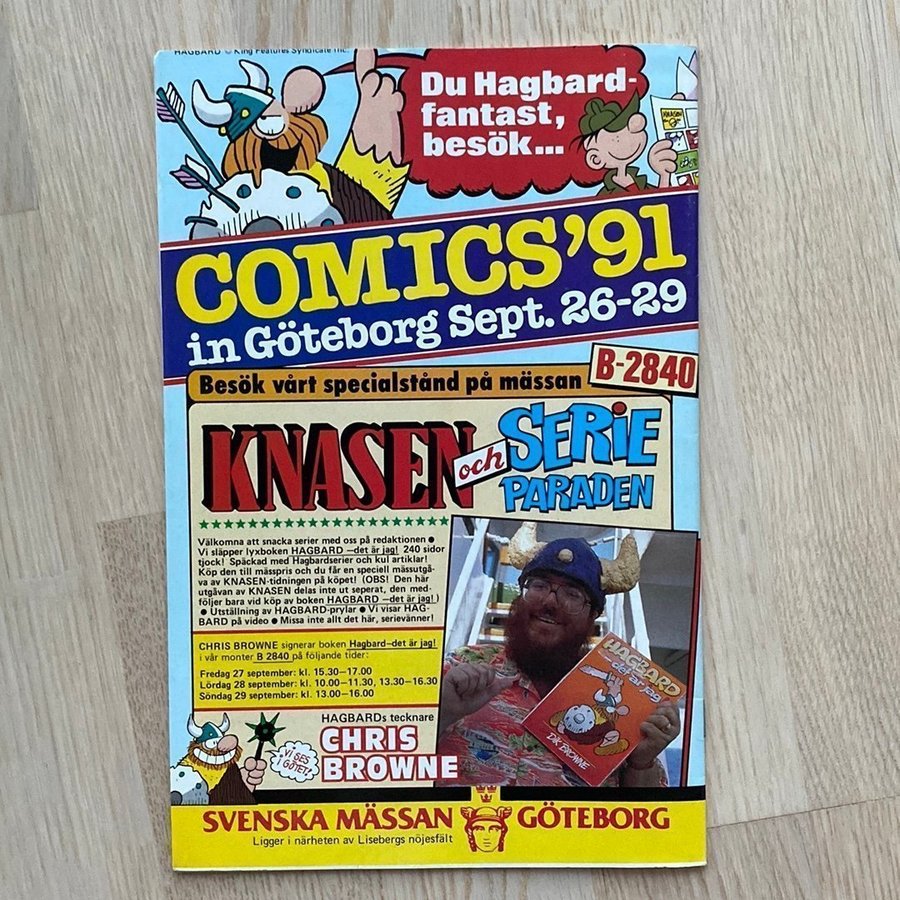 HAGBARD © King Features Syndicate Inc.
Du Hagbard-
fantast,
besök...
KNASEN
COMICS'91
in Göteborg Sept. 26-29
Besök vårt specialstånd på mässan
B-2840
KNASEN och SERIE
PARADEN
Välkomna att snacka serier med oss på redaktionen ●
Vi släpper lyxboken HAGBARD —det är jag! 240 sidor
tjock! Späckad med Hagbardserier och kul artiklar!
Köp den till mässpris och du får en speciell mässutgå-
va av KNASEN-tidningen på köpet! (OBS! Den här
utgåvan av KNASEN delas inte ut seperat, den med-
följer bara vid köp av boken HAGBARD —det är jag!)
● Utställning av HAGBARD-prylar ● Vi visar HAG-
BARD på video ● Missa inte allt det här, serievänner!
CHRIS BROWNE signerar boken Hagbard—det är jag!
i vår monter B 2840 på följande tider:
Fredag 27 september: kl. 15.30—17.00
Lördag 28 september: kl. 10.00—11.30, 13.30—16.30
Söndag 29 september: kl. 13.00—16.00
HAGBARD
det är jag!
DIK BROWNE
VI SES
I GÖTET!
HAGBARDs tecknare
CHRIS
BROWNE
SVENSKA MÄSSAN GÖTEBORG
Ligger i närheten av Lisebergs nöjesfält